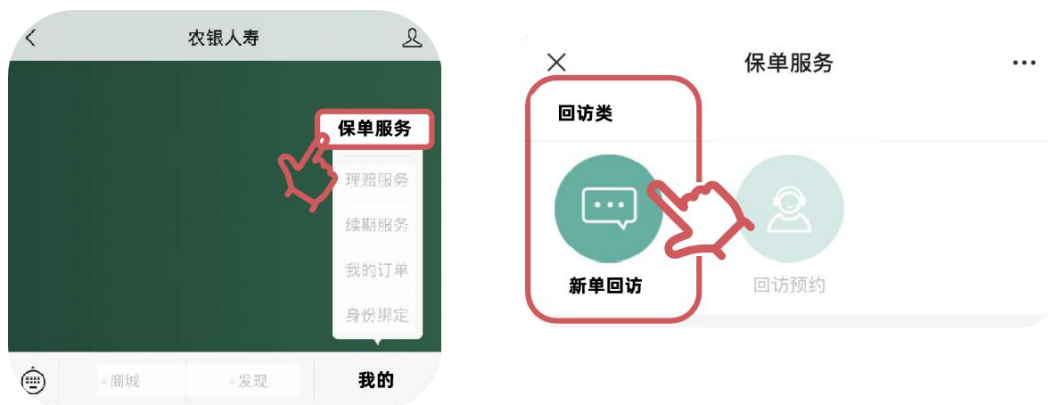 农银人寿
保单服务
理赔服务
续期服务
我的订单
身份绑定
商城
发现
我的
保单服务
回访类
新单回访
回访预约